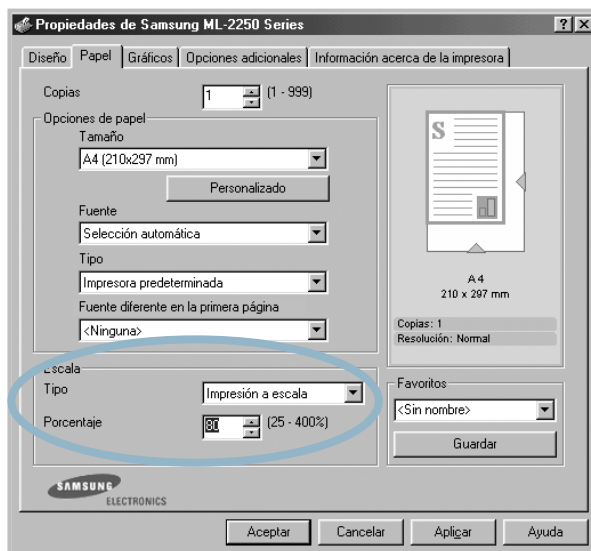 Propiedades de Samsung ML-2250 Series
Diseño Papel Gráficos Opciones adicionales Información acerca de la impresora
Copias 1 (1 - 999)
Opciones de papel
Tamaño
A4 (210x297 mm)
Personalizado
Fuente
Selección automática
Tipo
Impresora predeterminada
Fuente diferente en la primera página
<Ninguna>
Escala
Tipo Impresión a escala
Porcentaje 80 (25 - 400%)
S
A4
210 x 297 mm
Copias: 1
Resolución: Normal
Favoritos
<Sin nombre>
Guardar
SAMSUNG
ELECTRONICS
Aceptar Cancelar Aplicar Ayuda